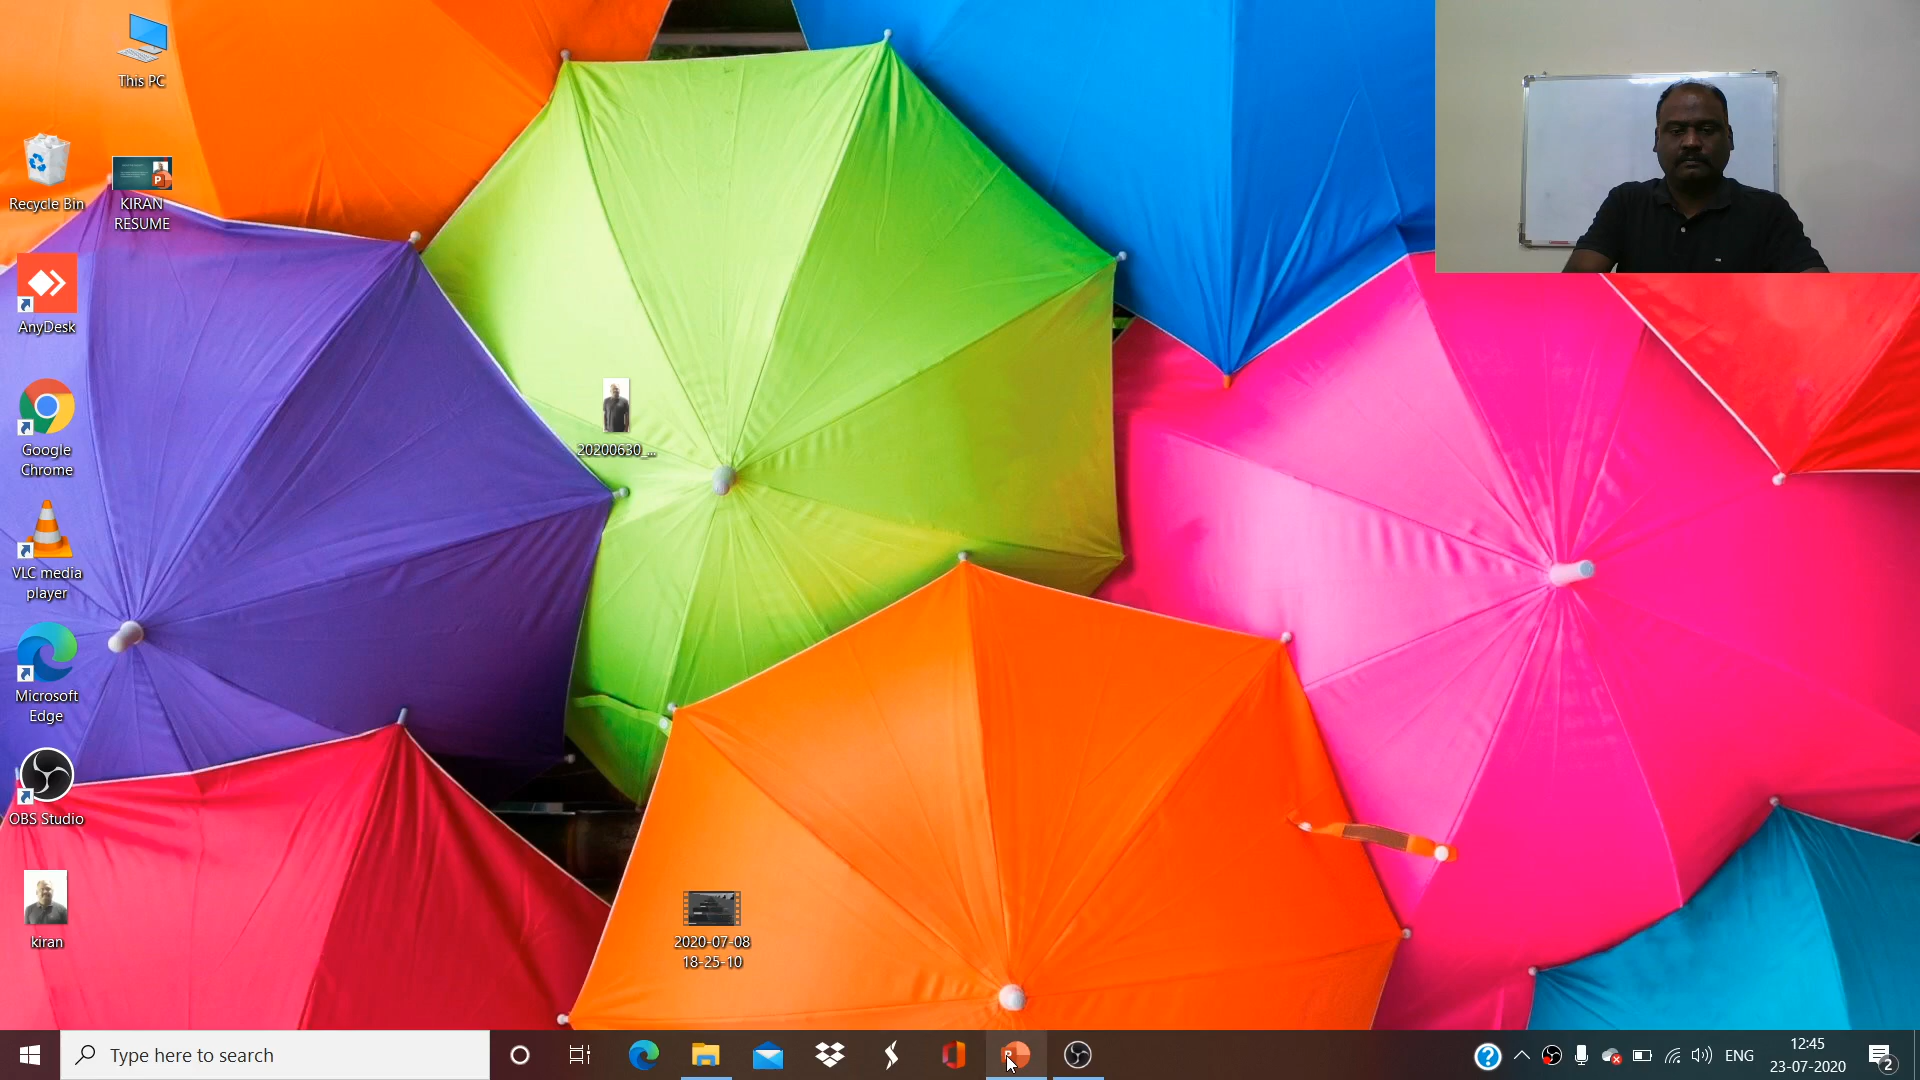 This PC
Recycle Bin
KIRAN
RESUME
AnyDesk
Google
Chrome
20200630_...
VLC media
player
Microsoft
Edge
OBS Studio
kiran
2020-07-08
18-25-10
Type here to search
ENG
12:45
23-07-2020
2